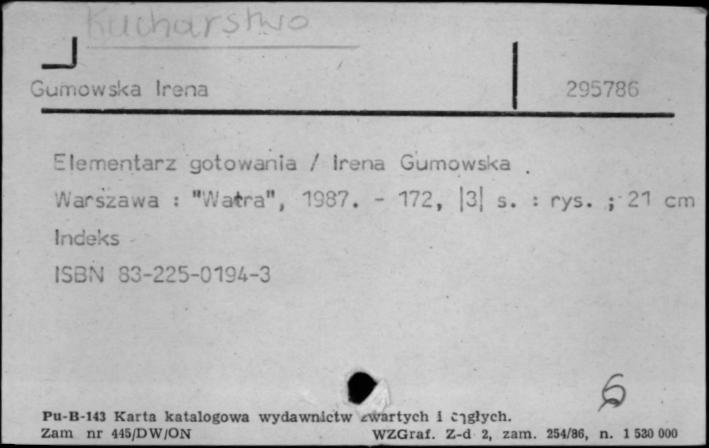 Kucharstwo
Gumowska Irena 295786
Elementarz gotowania / Irena Gumowska .
Warszawa : "Watra", 1987. - 172, |3| s. : rys. ; 21 cm
Indeks
ISBN 83-225-0194-3
6
Pu-B-143 Karta katalogowa wydawnictw zwartych i ciągłych.
Zam nr 445/DW/ON WZGraf. Z-d 2, zam. 254/86, n. 1 530 000